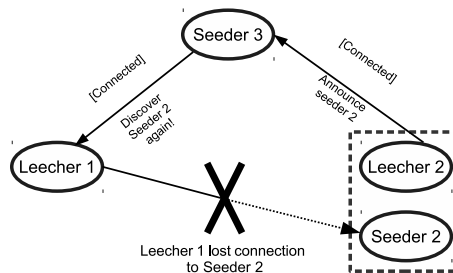 Seeder 3
[Connected]
[Connected]
Discover
Seeder 2
again!
Announce
seeder 2
Leecher 1
Leecher 2
Seeder 2
Leecher 1 lost connection
to Seeder 2